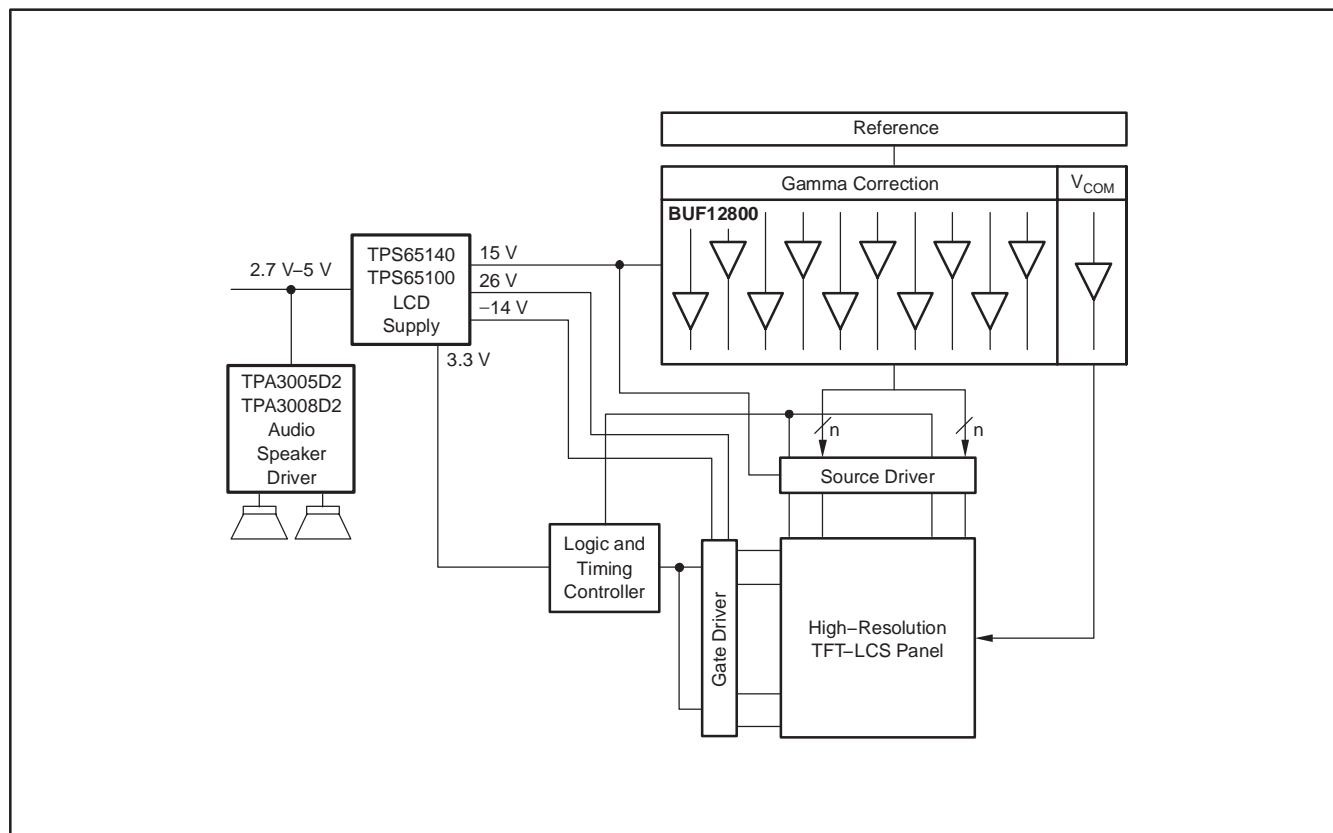 Reference
Gamma Correction
VCOM
BUF12800
2.7 V–5 V
TPS65140
TPS65100
LCD
Supply
15 V
26 V
–14 V
3.3 V
TPA3005D2
TPA3008D2
Audio
Speaker
Driver
n
n
Source Driver
Logic and
Timing
Controller
Gate Driver
High–Resolution
TFT–LCS Panel